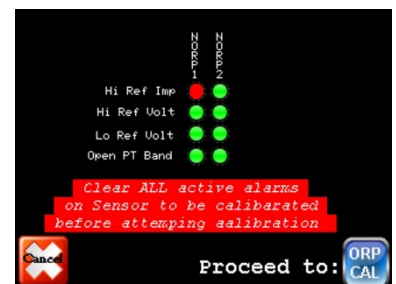 NORP1 NORP2
Hi Ref Imp
Hi Ref Volt
Lo Ref Volt
Open PT Band
Clear ALL active alarms
on Sensor to be calibarated
before attemping aalibration
Cancel
Proceed to:
ORP
CAL